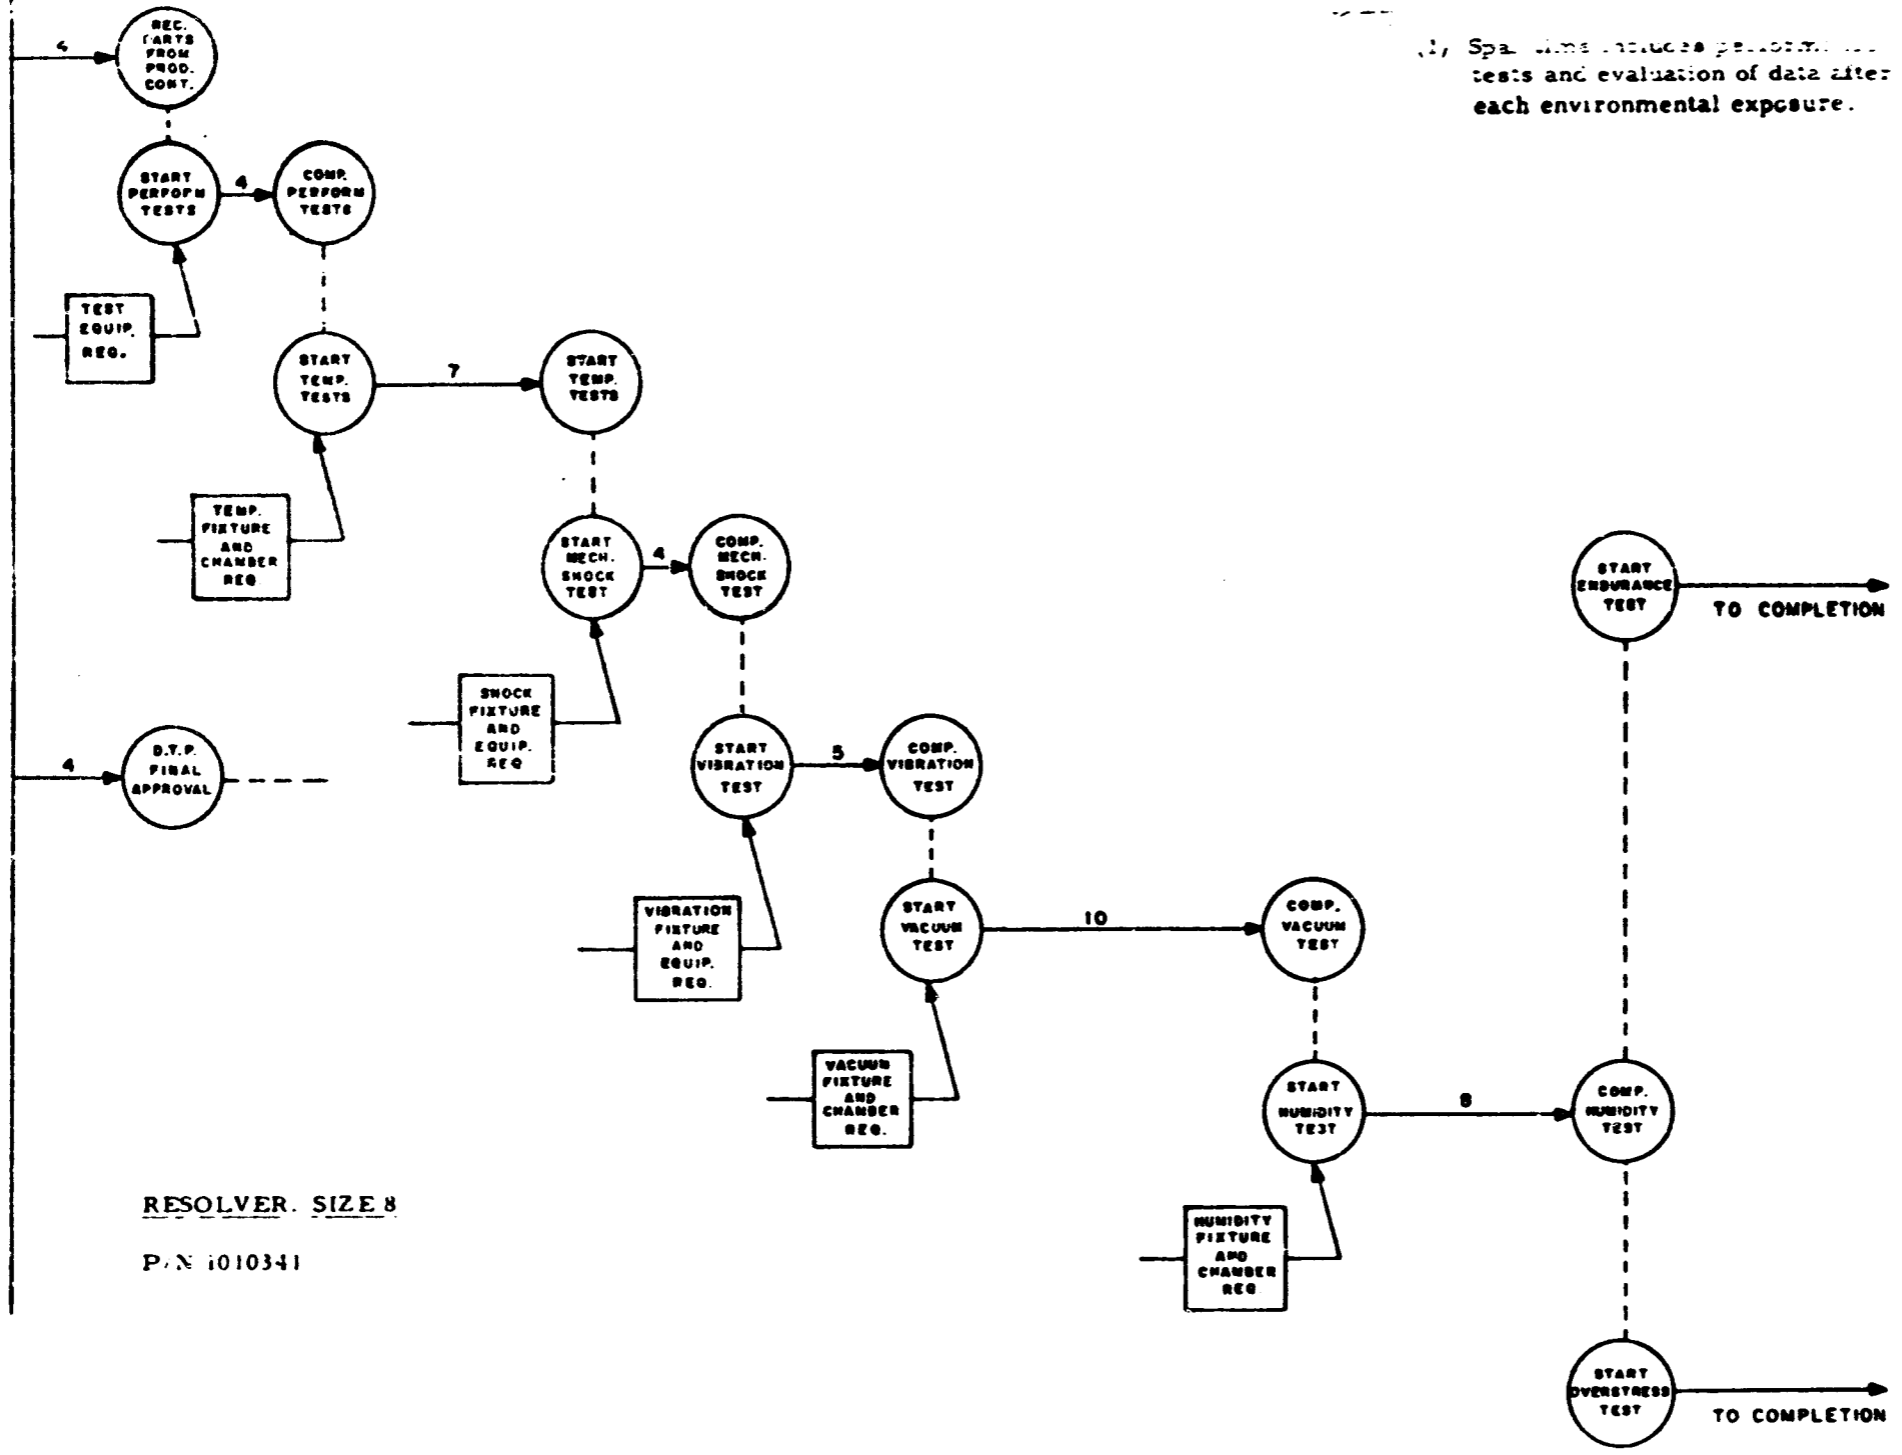 REC.
PARTS
FROM
PROD.
CONT.
(1) Span time includes
tests and evaluation of data after
each environmental exposure.
START
PERFORM
TESTS
4
COMP.
PERFORM
TESTS
TEST
EQUIP.
REQ.
START
TEMP.
TESTS
7
START
TEMP.
TESTS
TEMP.
FIXTURE
AND
CHAMBER
REQ
START
MECH.
SHOCK
TEST
4
COMP.
MECH.
SHOCK
TEST
START
ENDURANCE
TEST
TO COMPLETION
SHOCK
FIXTURE
AND
EQUIP.
REQ
4
D.T.P.
FINAL
APPROVAL
START
VIBRATION
TEST
5
COMP.
VIBRATION
TEST
VIBRATION
FIXTURE
AND
EQUIP.
REQ.
START
VACUUM
TEST
10
COMP.
VACUUM
TEST
VACUUM
FIXTURE
AND
CHAMBER
REQ.
START
HUMIDITY
TEST
8
COMP.
HUMIDITY
TEST
HUMIDITY
FIXTURE
AND
CHAMBER
REQ
RESOLVER. SIZE 8
P/N 1010341
START
OVERSTRESS
TEST
TO COMPLETION